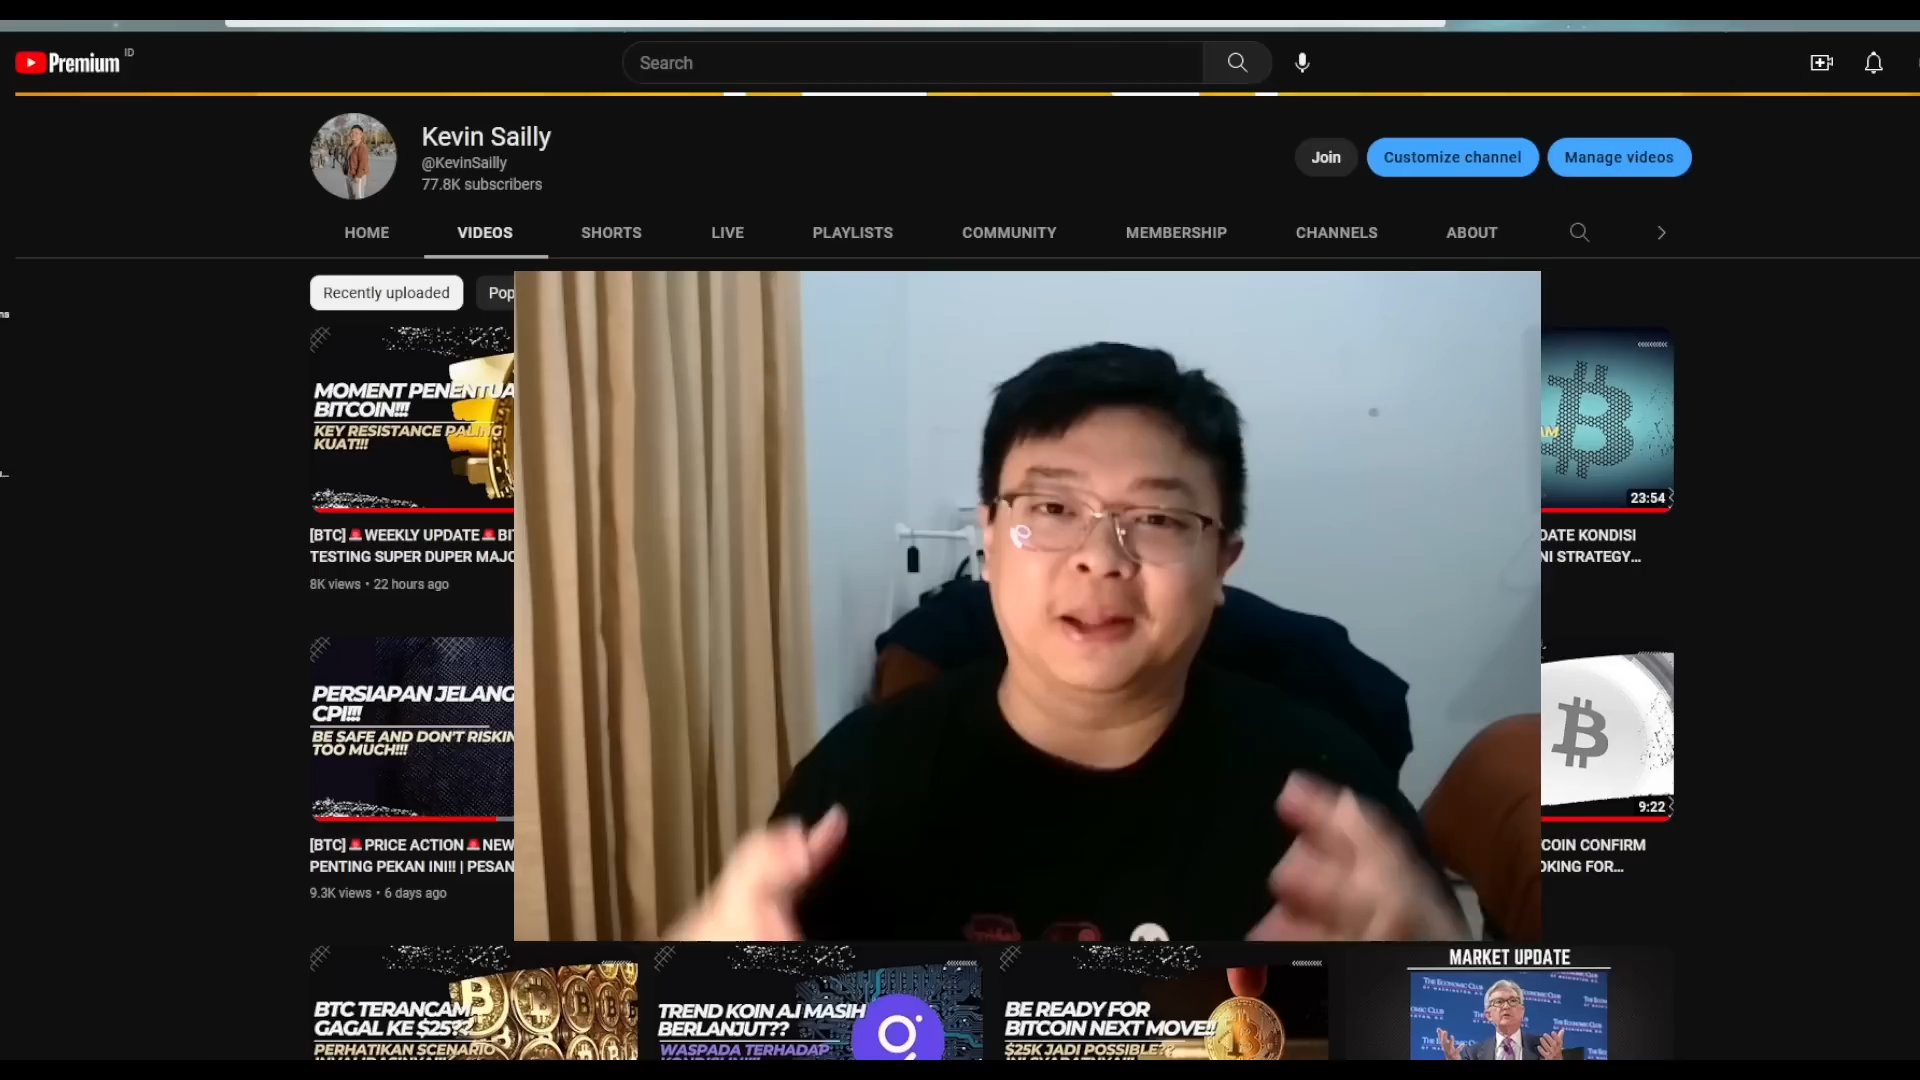 Premium ID
Search
Kevin Sailly
@KevinSailly
77.8K subscribers
Join
Customize channel
Manage videos
HOME
VIDEOS
SHORTS
LIVE
PLAYLISTS
COMMUNITY
MEMBERSHIP
CHANNELS
ABOUT
Recently uploaded
Pop
MOMENT PENENTUA
BITCOIN!!!
KEY RESISTANCE PALING
KUAT!!!
AM
23:54
[BTC]🚨WEEKLY UPDATE🚨BI
TESTING SUPER DUPER MAJO
8K views • 22 hours ago
DATE KONDISI
NI STRATEGY...
PERSIAPAN JELANG
CPI!!!
BE SAFE AND DON'T RISKIN
TOO MUCH!!!
9:22
[BTC]🚨PRICE ACTION🚨NEW
PENTING PEKAN INI!! | PESAN
9.3K views • 6 days ago
COIN CONFIRM
OKING FOR...
BTC TERANCAM
GAGAL KE $25??
PERHATIKAN SCENARIO
TREND KOIN A.I MASIH
BERLANJUT??
WASPADA TERHADAP
BE READY FOR
BITCOIN NEXT MOVE!!
$25K JADI POSSIBLE??
MARKET UPDATE
THE ECONOMIC CLUB